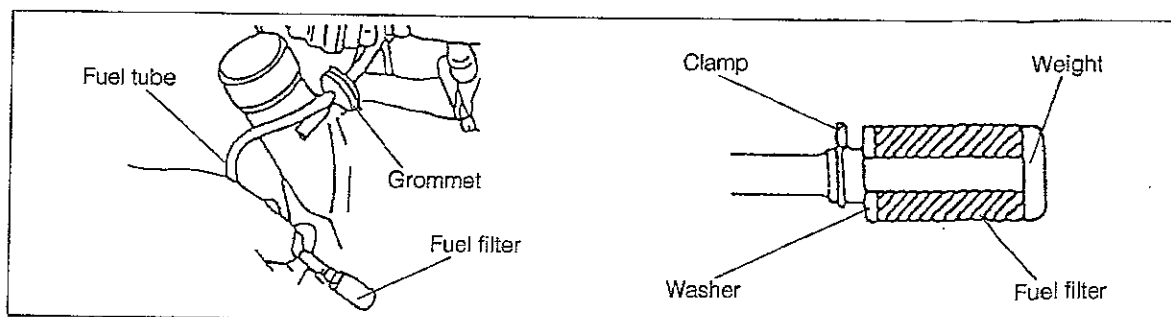 Fuel tube
Grommet
Fuel filter
Clamp
Weight
Washer
Fuel filter